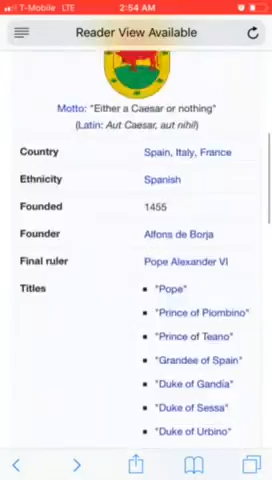 T-Mobile LTE 2:54 AM
Reader View Available
Motto: "Either a Caesar or nothing"
(Latin: Aut Caesar, aut nihil)
Country Spain, Italy, France
Ethnicity Spanish
Founded 1455
Founder Alfons de Borja
Final ruler Pope Alexander VI
Titles ▪ "Pope"
▪ "Prince of Piombino"
▪ "Prince of Teano"
▪ "Grandee of Spain"
▪ "Duke of Gandía"
▪ "Duke of Sessa"
▪ "Duke of Urbino"